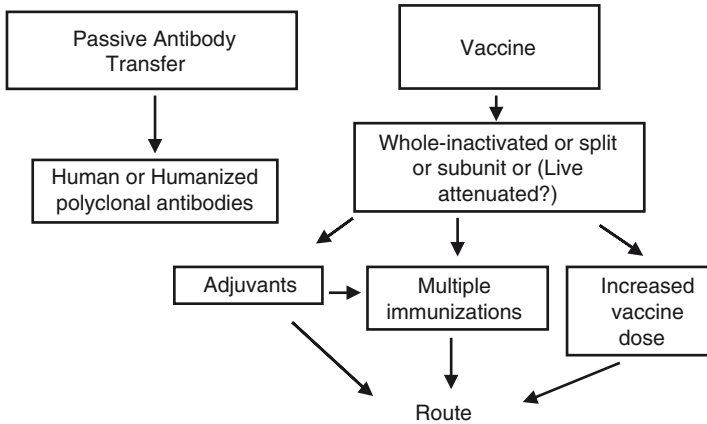 Passive Antibody
Transfer
Vaccine
Human or Humanized
polyclonal antibodies
Whole-inactivated or split
or subunit or (Live
attenuated?)
Adjuvants
Multiple
immunizations
Increased
vaccine
dose
Route